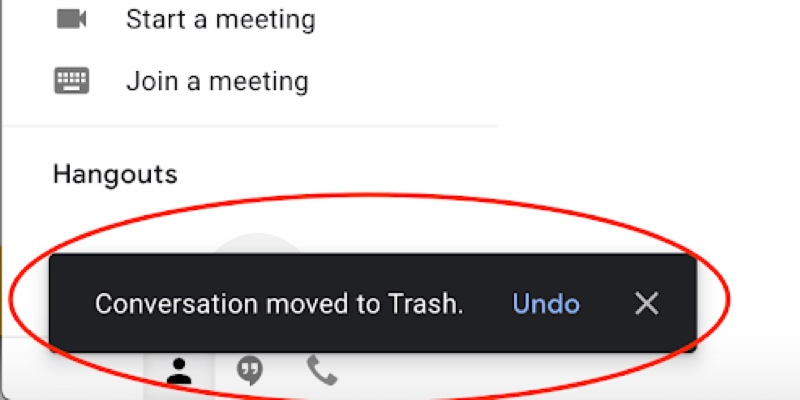 Start a meeting
Join a meeting
Hangouts
Conversation moved to Trash. Undo